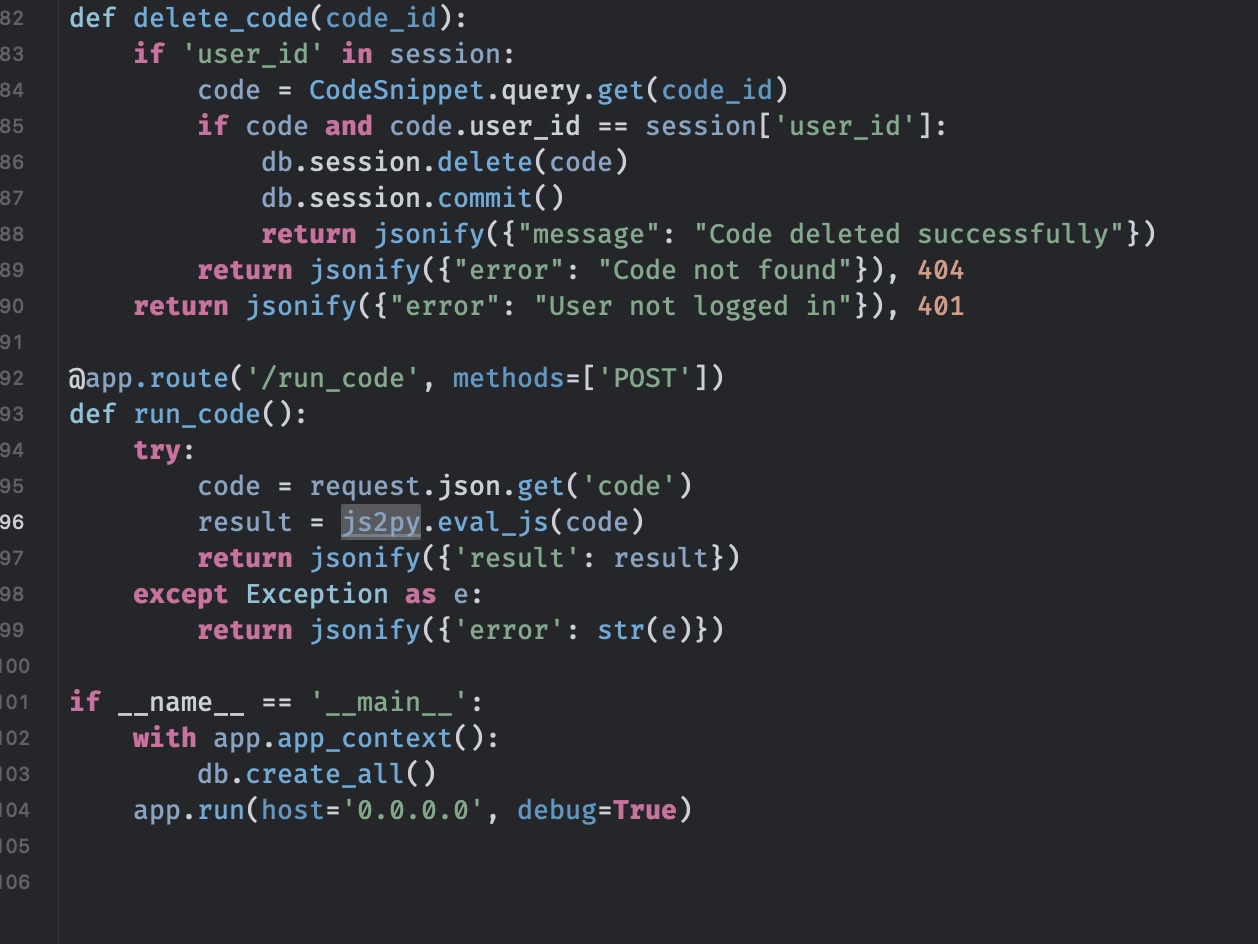 82 def delete_code(code_id):
83     if 'user_id' in session:
84         code = CodeSnippet.query.get(code_id)
85         if code and code.user_id == session['user_id']:
86             db.session.delete(code)
87             db.session.commit()
88             return jsonify({"message": "Code deleted successfully"})
89         return jsonify({"error": "Code not found"}), 404
90     return jsonify({"error": "User not logged in"}), 401
91
92 @app.route('/run_code', methods=['POST'])
93 def run_code():
94     try:
95         code = request.json.get('code')
96         result = js2py.eval_js(code)
97         return jsonify({'result': result})
98     except Exception as e:
99         return jsonify({'error': str(e)})
100
101 if __name__ == '__main__':
102     with app.app_context():
103         db.create_all()
104     app.run(host='0.0.0.0', debug=True)
105
106